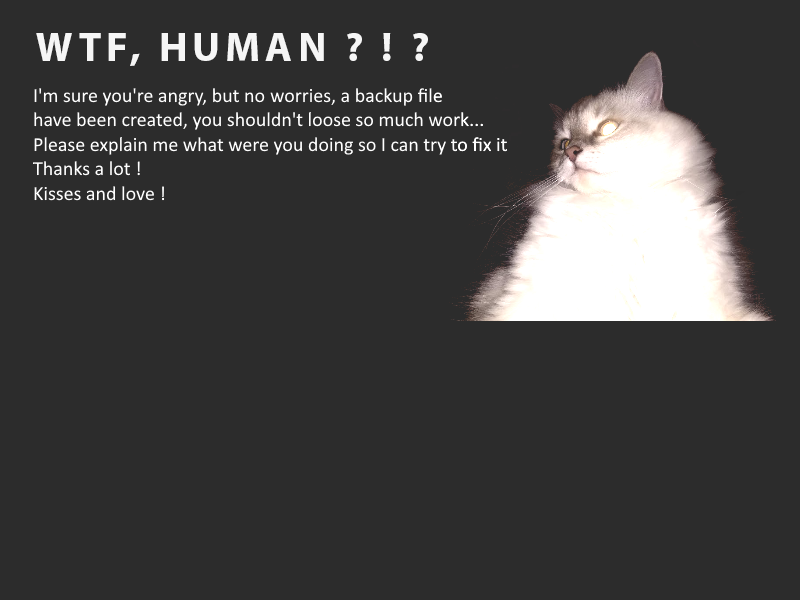 WTF, HUMAN ? ! ?
I'm sure you're angry, but no worries, a backup file
have been created, you shouldn't loose so much work...
Please explain me what were you doing so I can try to fix it
Thanks a lot !
Kisses and love !